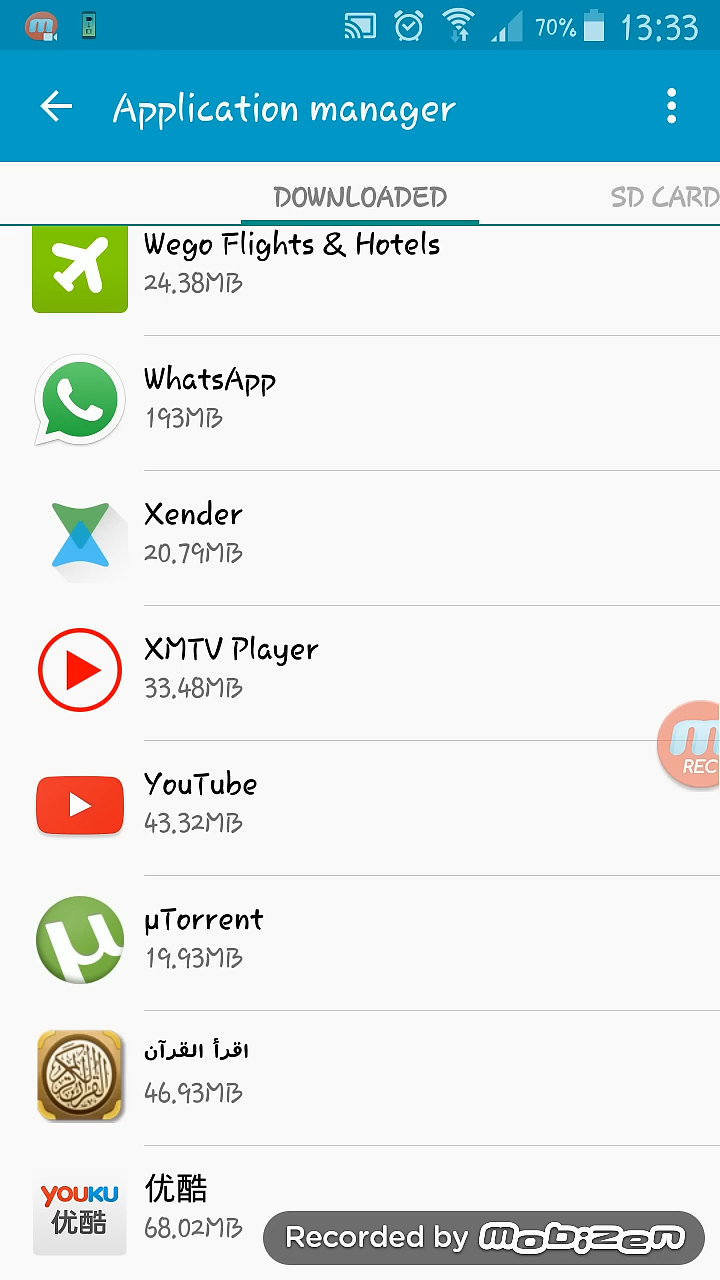 70% 13:33
Application manager
DOWNLOADED SD CARD
Wego Flights & Hotels
24.38MB
WhatsApp
193MB
Xender
20.79MB
XMTV Player
33.48MB
m
REC
YouTube
43.32MB
µTorrent
19.93MB
اقرأ القرآن
46.93MB
YOUKU
优酷
优酷
68.02MB
Recorded by mobizen